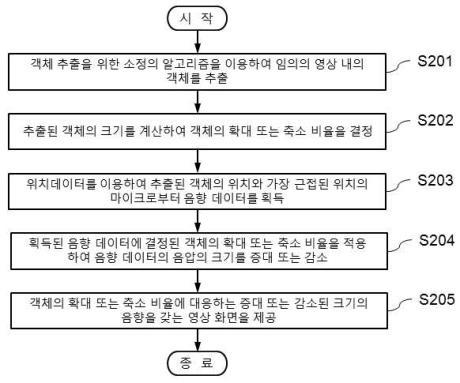 시 작
객체 추출을 위한 소정의 알고리즘을 이용하여 임의의 영상 내의
객체를 추출
S201
추출된 객체의 크기를 계산하여 객체의 확대 또는 축소 비율을 결정
S202
위치데이터를 이용하여 추출된 객체의 위치와 가장 근접된 위치의
마이크로부터 음향 데이터를 획득
S203
획득된 음향 데이터에 결정된 객체의 확대 또는 축소 비율을 적용
하여 음향 데이터의 음압의 크기를 증대 또는 감소
S204
객체의 확대 또는 축소 비율에 대응하는 증대 또는 감소된 크기의
음향을 갖는 영상 화면을 제공
S205
종 료